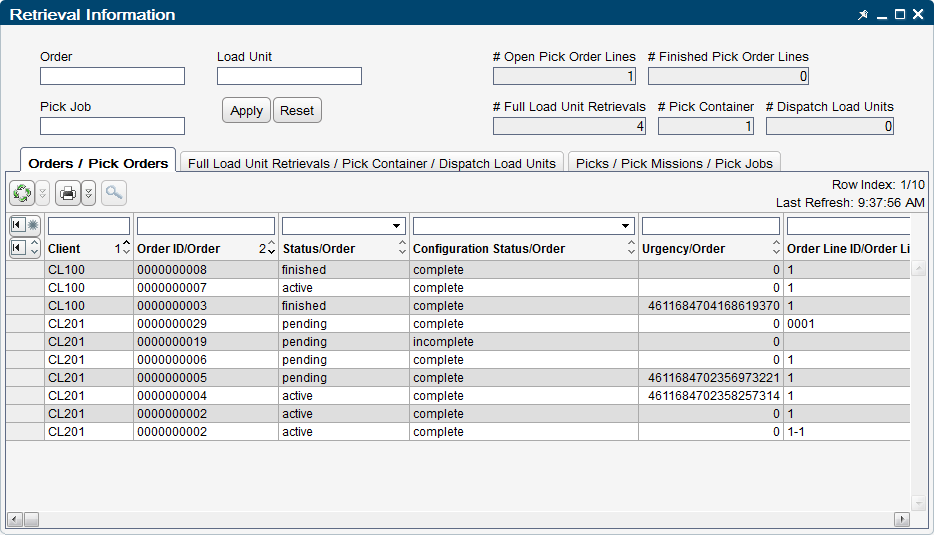 Retrieval Information
Order
Load Unit
# Open Pick Order Lines
# Finished Pick Order Lines
1
0
Pick Job
Apply
Reset
# Full Load Unit Retrievals
# Pick Container
# Dispatch Load Units
4
1
0
Orders / Pick Orders
Full Load Unit Retrievals / Pick Container / Dispatch Load Units
Picks / Pick Missions / Pick Jobs
Row Index: 1/10
Last Refresh: 9:37:56 AM
Client 1 Order ID/Order 2 Status/Order Configuration Status/Order Urgency/Order Order Line ID/Order Li
CL100 0000000008 finished complete 0 1
CL100 0000000007 active complete 0 1
CL100 0000000003 finished complete 4611684704168619370 1
CL201 0000000029 pending complete 0 0001
CL201 0000000019 pending incomplete 0
CL201 0000000006 pending complete 0 1
CL201 0000000005 pending complete 4611684702356973221 1
CL201 0000000004 active complete 4611684702358257314 1
CL201 0000000002 active complete 0 1
CL201 0000000002 active complete 0 1-1